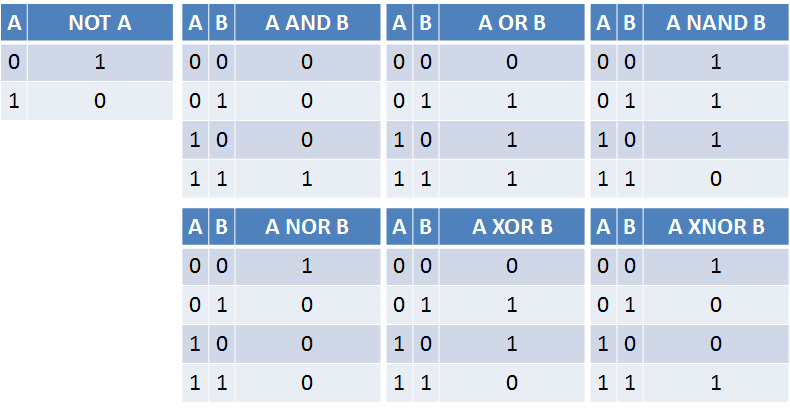 A NOT A
0 1
1 0
A B A AND B
0 0 0
0 1 0
1 0 0
1 1 1
A B A OR B
0 0 0
0 1 1
1 0 1
1 1 1
A B A NAND B
0 0 1
0 1 1
1 0 1
1 1 0
A B A NOR B
0 0 1
0 1 0
1 0 0
1 1 0
A B A XOR B
0 0 0
0 1 1
1 0 1
1 1 0
A B A XNOR B
0 0 1
0 1 0
1 0 0
1 1 1